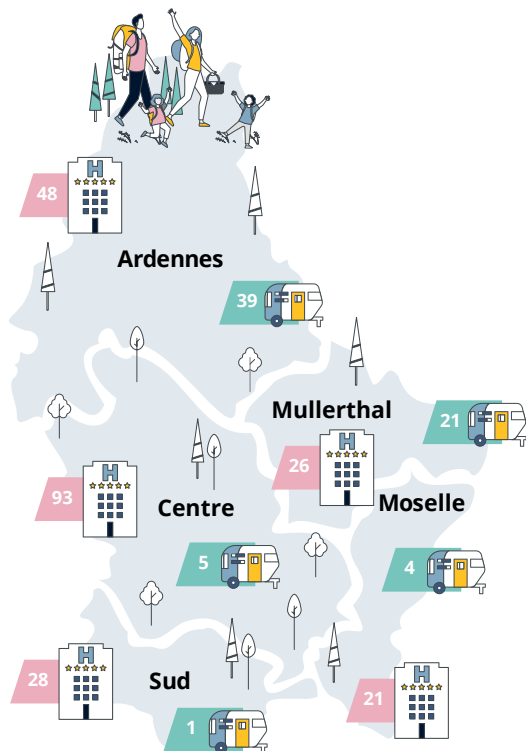 H
48
Ardennes
39
Mullerthal
21
H
26
H
93
Centre
Moselle
5
4
H
28
Sud
H
21
1